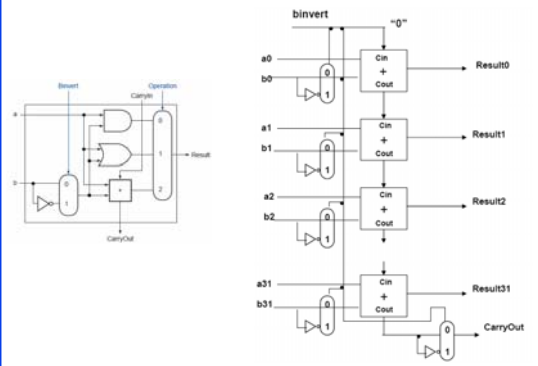 Binvert
Operation
CarryIn
a
0
1
Result
b
0
+
2
1
CarryOut
binvert
"0"
a0
Cin
Result0
b0
0
+
1
Cout
a1
Cin
Result1
b1
0
+
1
Cout
a2
Cin
Result2
b2
0
+
1
Cout
a31
Cin
Result31
b31
0
+
1
Cout
0
CarryOut
1